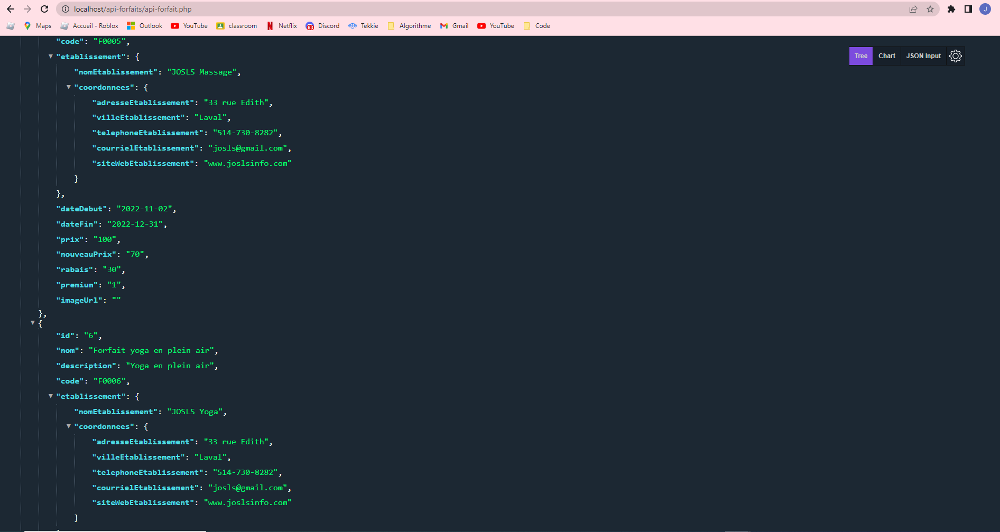 localhost/api-forfaits/api-forfait.php
J
Maps Accueil - Roblox Outlook YouTube classroom Netflix 63 Discord eTe Tekkie Algorithme Gmail YouTube Code
"code": "F0005",
"etablissement": {
Tree Chart JSON Input
"nomEtablissement": "JOSLS Massage",
"coordonnees": {
"adresseEtablissement": "33 rue Edith",
"villeEtablissement": "Laval",
"telephoneEtablissement": "514-730-8282",
"courrielEtablissement": "josls@gmail.com",
"siteWebEtablissement": "www.joslsinfo.com"
}
},
"dateDebut": "2022-11-02",
"dateFin": "2022-12-31",
"prix": "100",
"nouveauPrix": "70",
"rabais": "30",
"premium": "1",
"imageUrl": ""
},
{
"id": "6",
"nom": "Forfait yoga en plein air",
"description": "Yoga en plein air",
"code": "F0006",
"etablissement": {
"nomEtablissement": "JOSLS Yoga",
"coordonnees": {
"adresseEtablissement": "33 rue Edith",
"villeEtablissement": "Laval",
"telephoneEtablissement": "514-730-8282",
"courrielEtablissement": "josls@gmail.com",
"siteWebEtablissement": "www.joslsinfo.com"
}